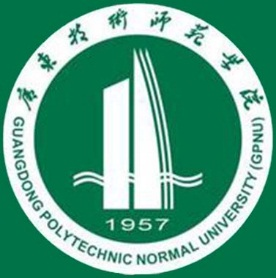 广东技术师范学院
GUANGDONG POLYTECHNIC NORMAL UNIVERSITY (GPNU)
1957